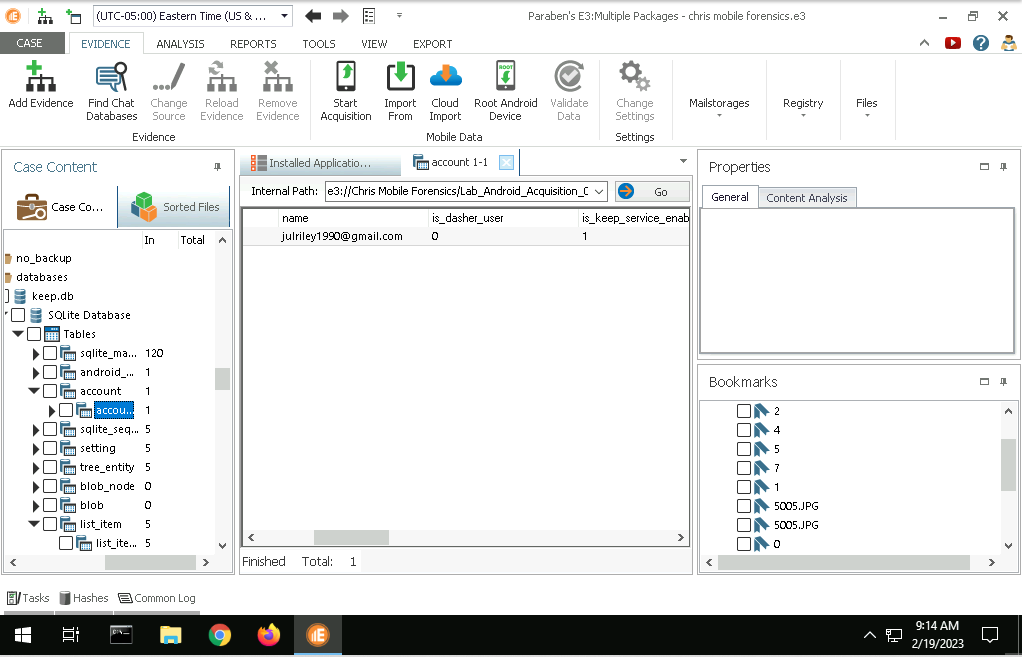 (UTC-05:00) Eastern Time (US & ...
Paraben's E3:Multiple Packages - chris mobile forensics.e3
CASE EVIDENCE ANALYSIS REPORTS TOOLS VIEW EXPORT
ROOT
Add Evidence Find Chat Databases Change Source Reload Evidence Remove Evidence Start Acquisition Import From Cloud Import Root Android Device Validate Data Change Settings Mailstorages Registry Files
Evidence Mobile Data Settings
Case Content
Case Co... Sorted Files
In Total
no_backup
databases
keep.db
SQLite Database
Tables
sqlite_ma... 120
android_... 1
account 1
accou... 1
sqlite_seq... 5
setting 5
tree_entity 5
blob_node 0
blob 0
list_item 5
list_ite... 5
Installed Applicatio... account 1-1
Internal Path: e3://Chris Mobile Forensics/Lab_Android_Acquisition_0 Go
name is_dasher_user is_keep_service_enab
julriley1990@gmail.com 0 1
Finished Total: 1
Properties
General Content Analysis
Bookmarks
2
4
5
7
1
5005.JPG
5005.JPG
0
Tasks Hashes Common Log
9:14 AM
2/19/2023